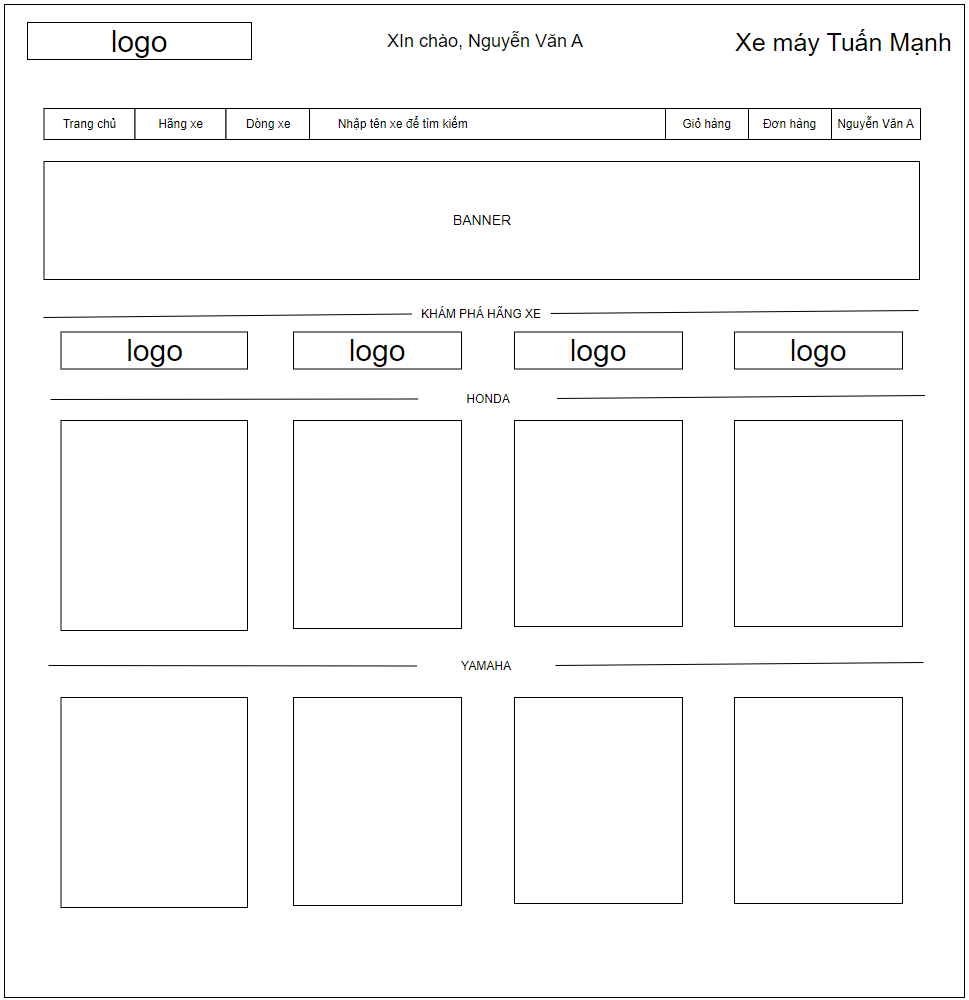 logo
XIn chào, Nguyễn Văn A
Xe máy Tuấn Mạnh
Trang chủ
Hãng xe
Dòng xe
Nhập tên xe để tìm kiếm
Giỏ hàng
Đơn hàng
Nguyễn Văn A
BANNER
KHÁM PHÁ HÃNG XE
logo
logo
logo
logo
HONDA
YAMAHA